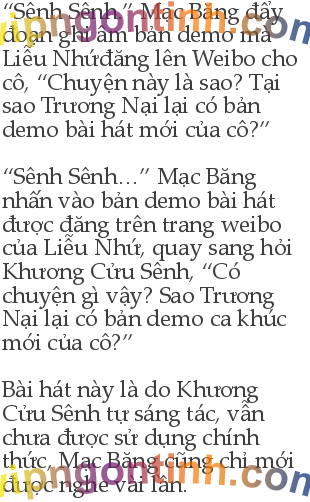 “Sênh Sênh.” Mạc Băng đẩy
đoạn ghi âm bản demo mà
Liễu Nhứđăng lên Weibo cho
cô, “Chuyện này là sao? Tại
sao Trương Nại lại có bản
demo bài hát mới của cô?”
“Sênh Sênh…” Mạc Băng
nhấn vào bản demo bài hát
được đăng trên trang weibo
của Liễu Nhứ, quay sang hỏi
Khương Cửu Sênh, “Có
chuyện gì vậy? Sao Trương
Nại lại có bản demo ca khúc
mới của cô?”
Bài hát này là do Khương
Cửu Sênh tự sáng tác, vẫn
chưa được sử dụng chính
thức, Mạc Băng cũng chỉ mới
được nghe vài lần.
vipngontinh.com
vipngontinh.com